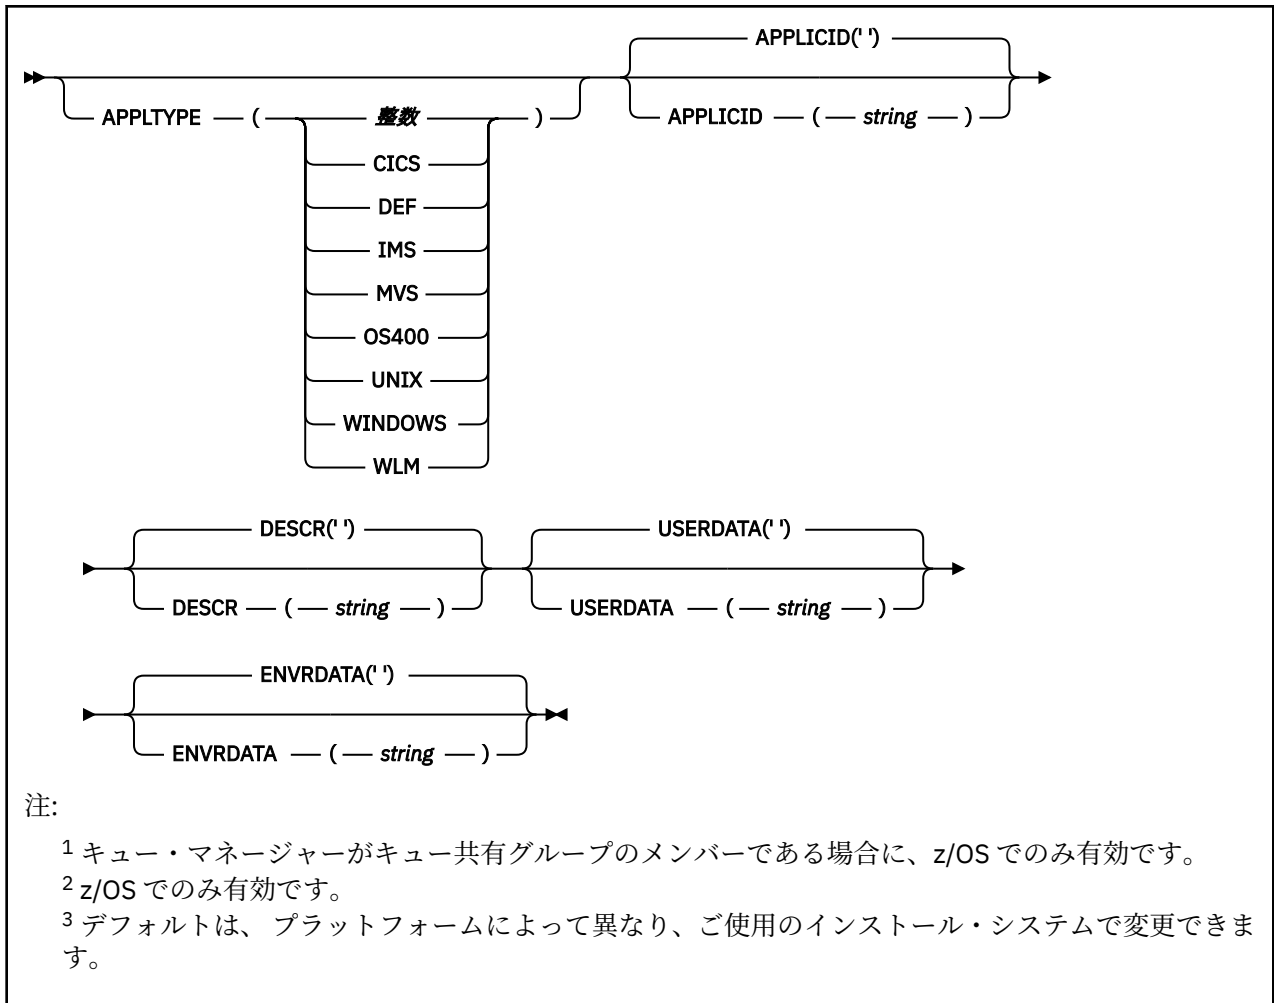 APPLICID(' ')
APPLTYPE ( 整数 ) APPLICID ( string )
CICS
DEF
IMS
MVS
OS400
UNIX
WINDOWS
WLM
DESCR(' ') USERDATA(' ')
DESCR ( string ) USERDATA ( string )
ENVRDATA(' ')
ENVRDATA ( string )
注:
1 キュー・マネージャーがキュー共有グループのメンバーである場合に、z/OS でのみ有効です。
2 z/OS でのみ有効です。
3 デフォルトは、 プラットフォームによって異なり、ご使用のインストール・システムで変更できま
す。